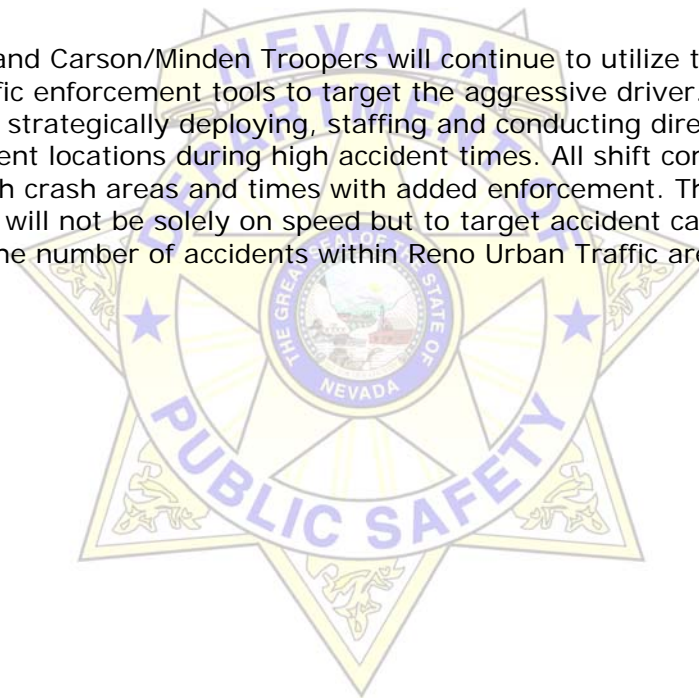 and Carson/Minden Troopers will continue to utilize t
fic enforcement tools to target the aggressive driver.
strategically deploying, staffing and conducting dire
ent locations during high accident times. All shift con
h crash areas and times with added enforcement. Th
will not be solely on speed but to target accident ca
he number of accidents within Reno Urban Traffic are
NEVADA
DEPARTMENT OF
THE GREAT SEAL OF THE STATE OF
NEVADA
PUBLIC SAFETY